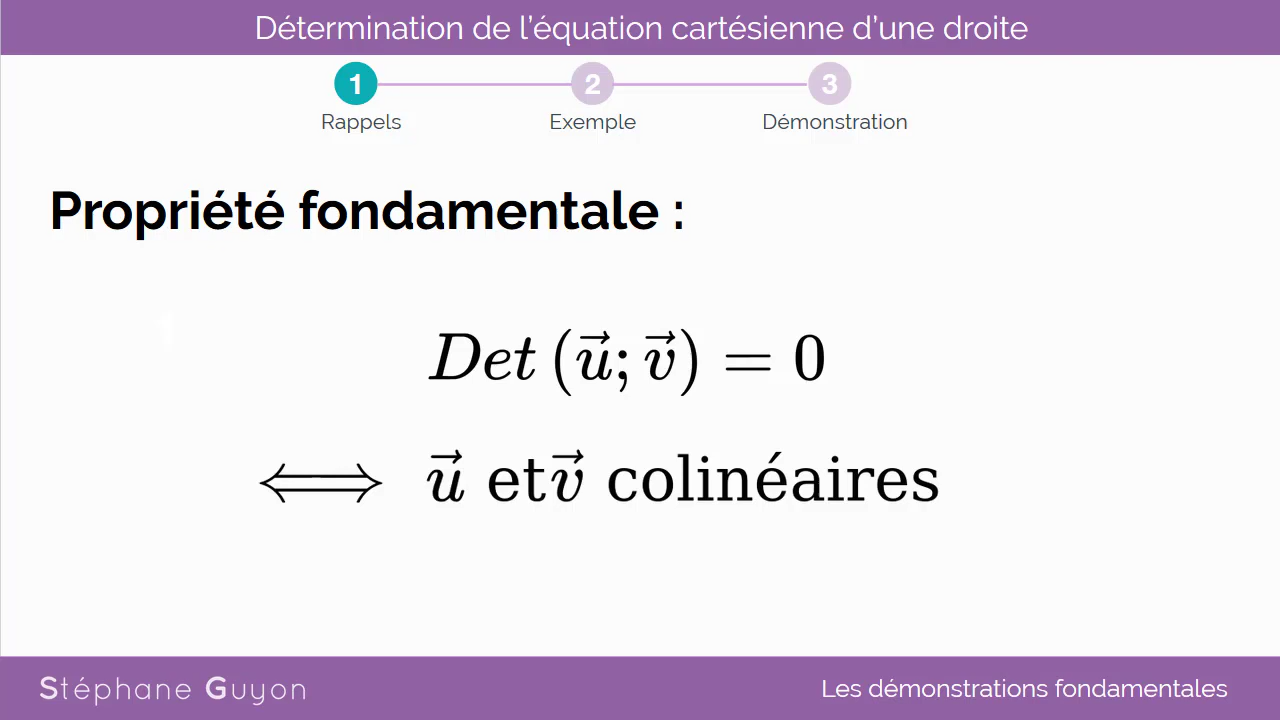 Détermination de l'équation cartésienne d'une droite
1 2 3
Rappels Exemple Démonstration
Propriété fondamentale :
1
Det (u⃗; v⃗) = 0
⟺ u⃗ et v⃗ colinéaires
Stéphane Guyon
Les démonstrations fondamentales